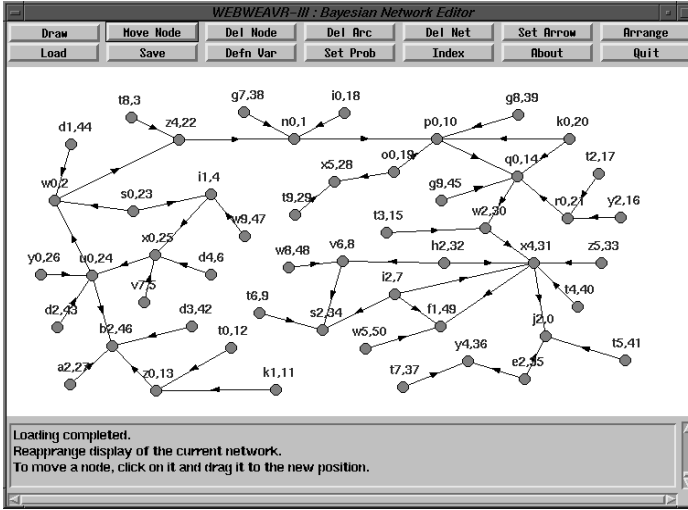 WEBWEAVR-III : Bayesian Network Editor
Draw Move Node Del Node Del Arc Del Net Set Arrow Arrange
Load Save Defn Var Set Prob Index About Quit
t8,3 g7,38 i0,18 g8,39
d1,44 z4,22 n0,1 p0,10 k0,20
x5,28 o0,19 q0,14 t2,17
w0,2 s0,23 i1,4 g9,45
t9,29 r0,21 y2,16
w9,47 t3,15 w2,30
y0,26 u0,24 x0,25 d4,6 w8,48 v6,8 h2,32 x4,31 z5,33
v7,5 i2,7 t4,40
d2,43 d3,42 t6,9 s2,34 f1,49 j2,0
b2,46 t0,12 w5,50
a2,27 z0,13 k1,11 t7,37 y4,36 e2,35 t5,41
Loading completed.
Reapprange display of the current network.
To move a node, click on it and drag it to the new position.